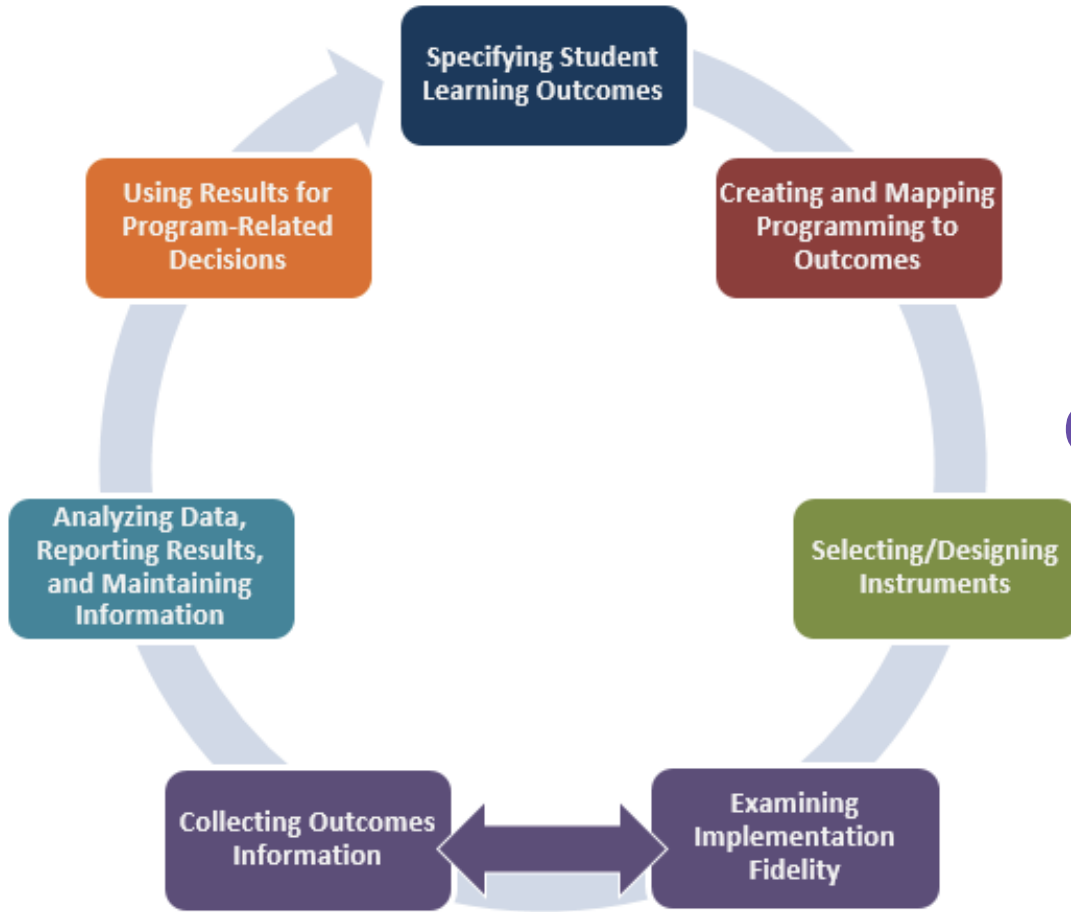 Specifying Student
Learning Outcomes
Creating and Mapping
Programming to
Outcomes
Selecting/Designing
Instruments
Examining
Implementation
Fidelity
Collecting Outcomes
Information
Analyzing Data,
Reporting Results,
and Maintaining
Information
Using Results for
Program-Related
Decisions